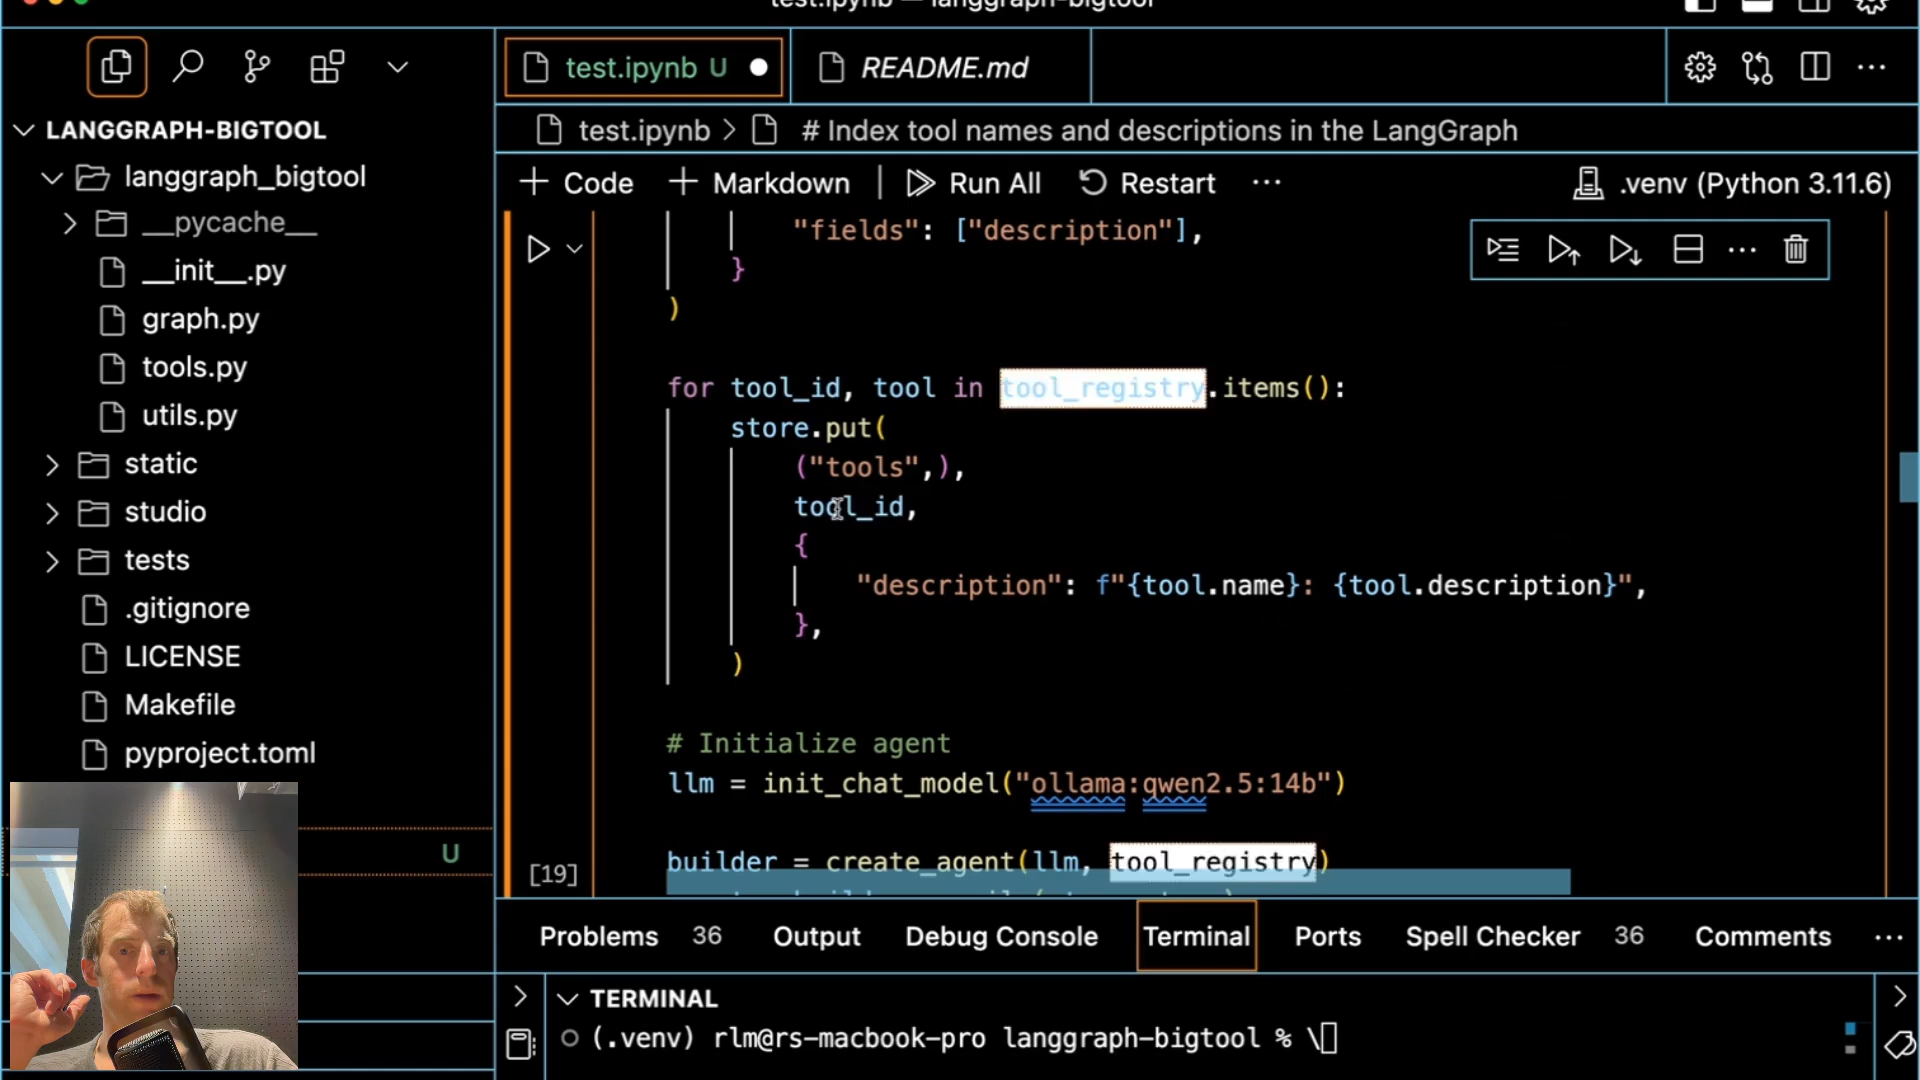 test.ipynb — langgraph-bigtool
test.ipynb U
README.md
LANGGRAPH-BIGTOOL
langgraph_bigtool
__pycache__
__init__.py
graph.py
tools.py
utils.py
static
studio
tests
.gitignore
LICENSE
Makefile
pyproject.toml
U
test.ipynb > # Index tool names and descriptions in the LangGraph
+ Code + Markdown | Run All Restart ···
.venv (Python 3.11.6)
"fields": ["description"],
}
)
for tool_id, tool in tool_registry.items():
store.put(
("tools",),
tool_id,
{
"description": f"{tool.name}: {tool.description}",
},
)
# Initialize agent
llm = init_chat_model("ollama:qwen2.5:14b")
builder = create_agent(llm, tool_registry)
[19]
Problems 36 Output Debug Console Terminal Ports Spell Checker 36 Comments ···
TERMINAL
(.venv) rlm@rs-macbook-pro langgraph-bigtool % \